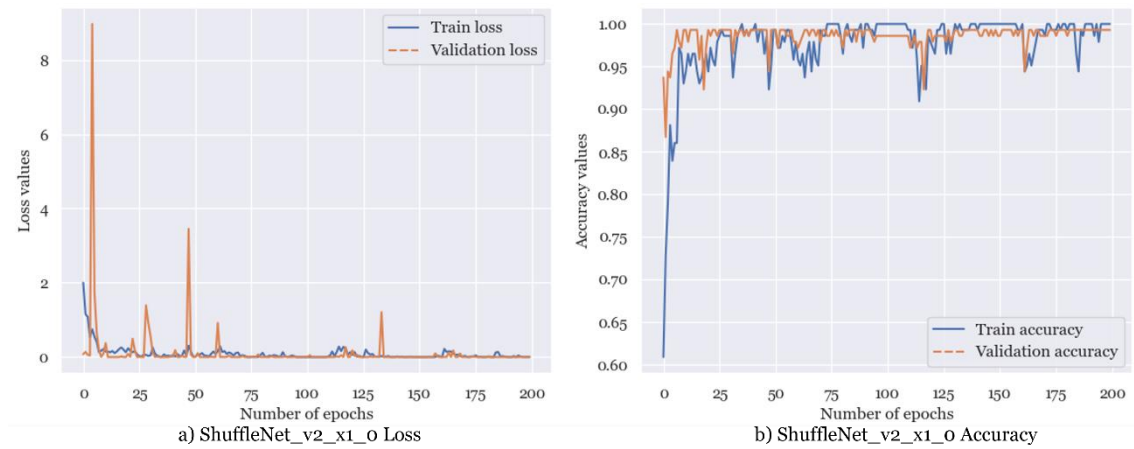 Train loss
Validation loss
8
6
4
2
0
Loss values
0 25 50 75 100 125 150 175 200
Number of epochs
a) ShuffleNet_v2_x1_0 Loss
1.00
0.95
0.90
0.85
0.80
0.75
0.70
0.65
0.60
Accuracy values
Train accuracy
Validation accuracy
0 25 50 75 100 125 150 175 200
Number of epochs
b) ShuffleNet_v2_x1_0 Accuracy